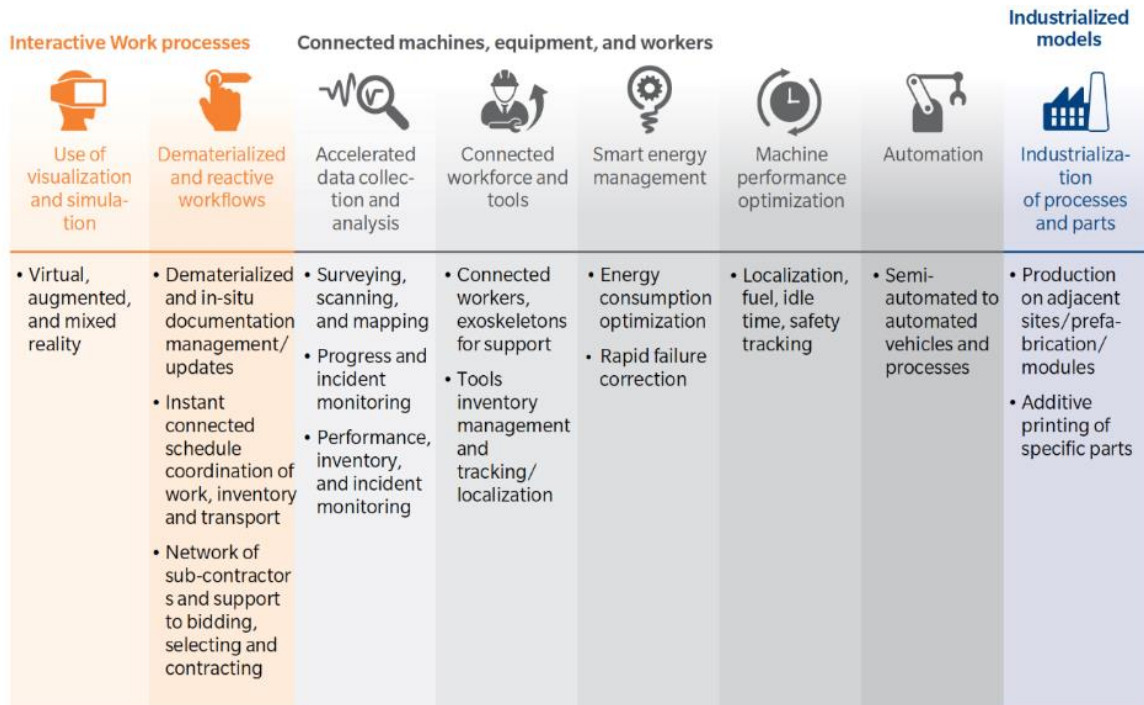 Interactive Work processes
Connected machines, equipment, and workers
Industrialized
models
Use of
visualization
and simula-
tion
Dematerialized
and reactive
workflows
Accelerated
data collec-
tion and
analysis
Connected
workforce and
tools
Smart energy
management
Machine
performance
optimization
Automation
Industrializa-
tion
of processes
and parts
• Virtual,
augmented,
and mixed
reality
• Dematerialized
and in-situ
documentation
management/
updates
• Instant
connected
schedule
coordination of
work, inventory
and transport
• Network of
sub-contractor
s and support
to bidding,
selecting and
contracting
• Surveying,
scanning,
and mapping
• Progress and
incident
monitoring
• Performance,
inventory,
and incident
monitoring
• Connected
workers,
exoskeletons
for support
• Tools
inventory
management
and
tracking/
localization
• Energy
consumption
optimization
• Rapid failure
correction
• Localization,
fuel, idle
time, safety
tracking
• Semi-
automated to
automated
vehicles and
processes
• Production
on adjacent
sites/prefa-
brication/
modules
• Additive
printing of
specific parts